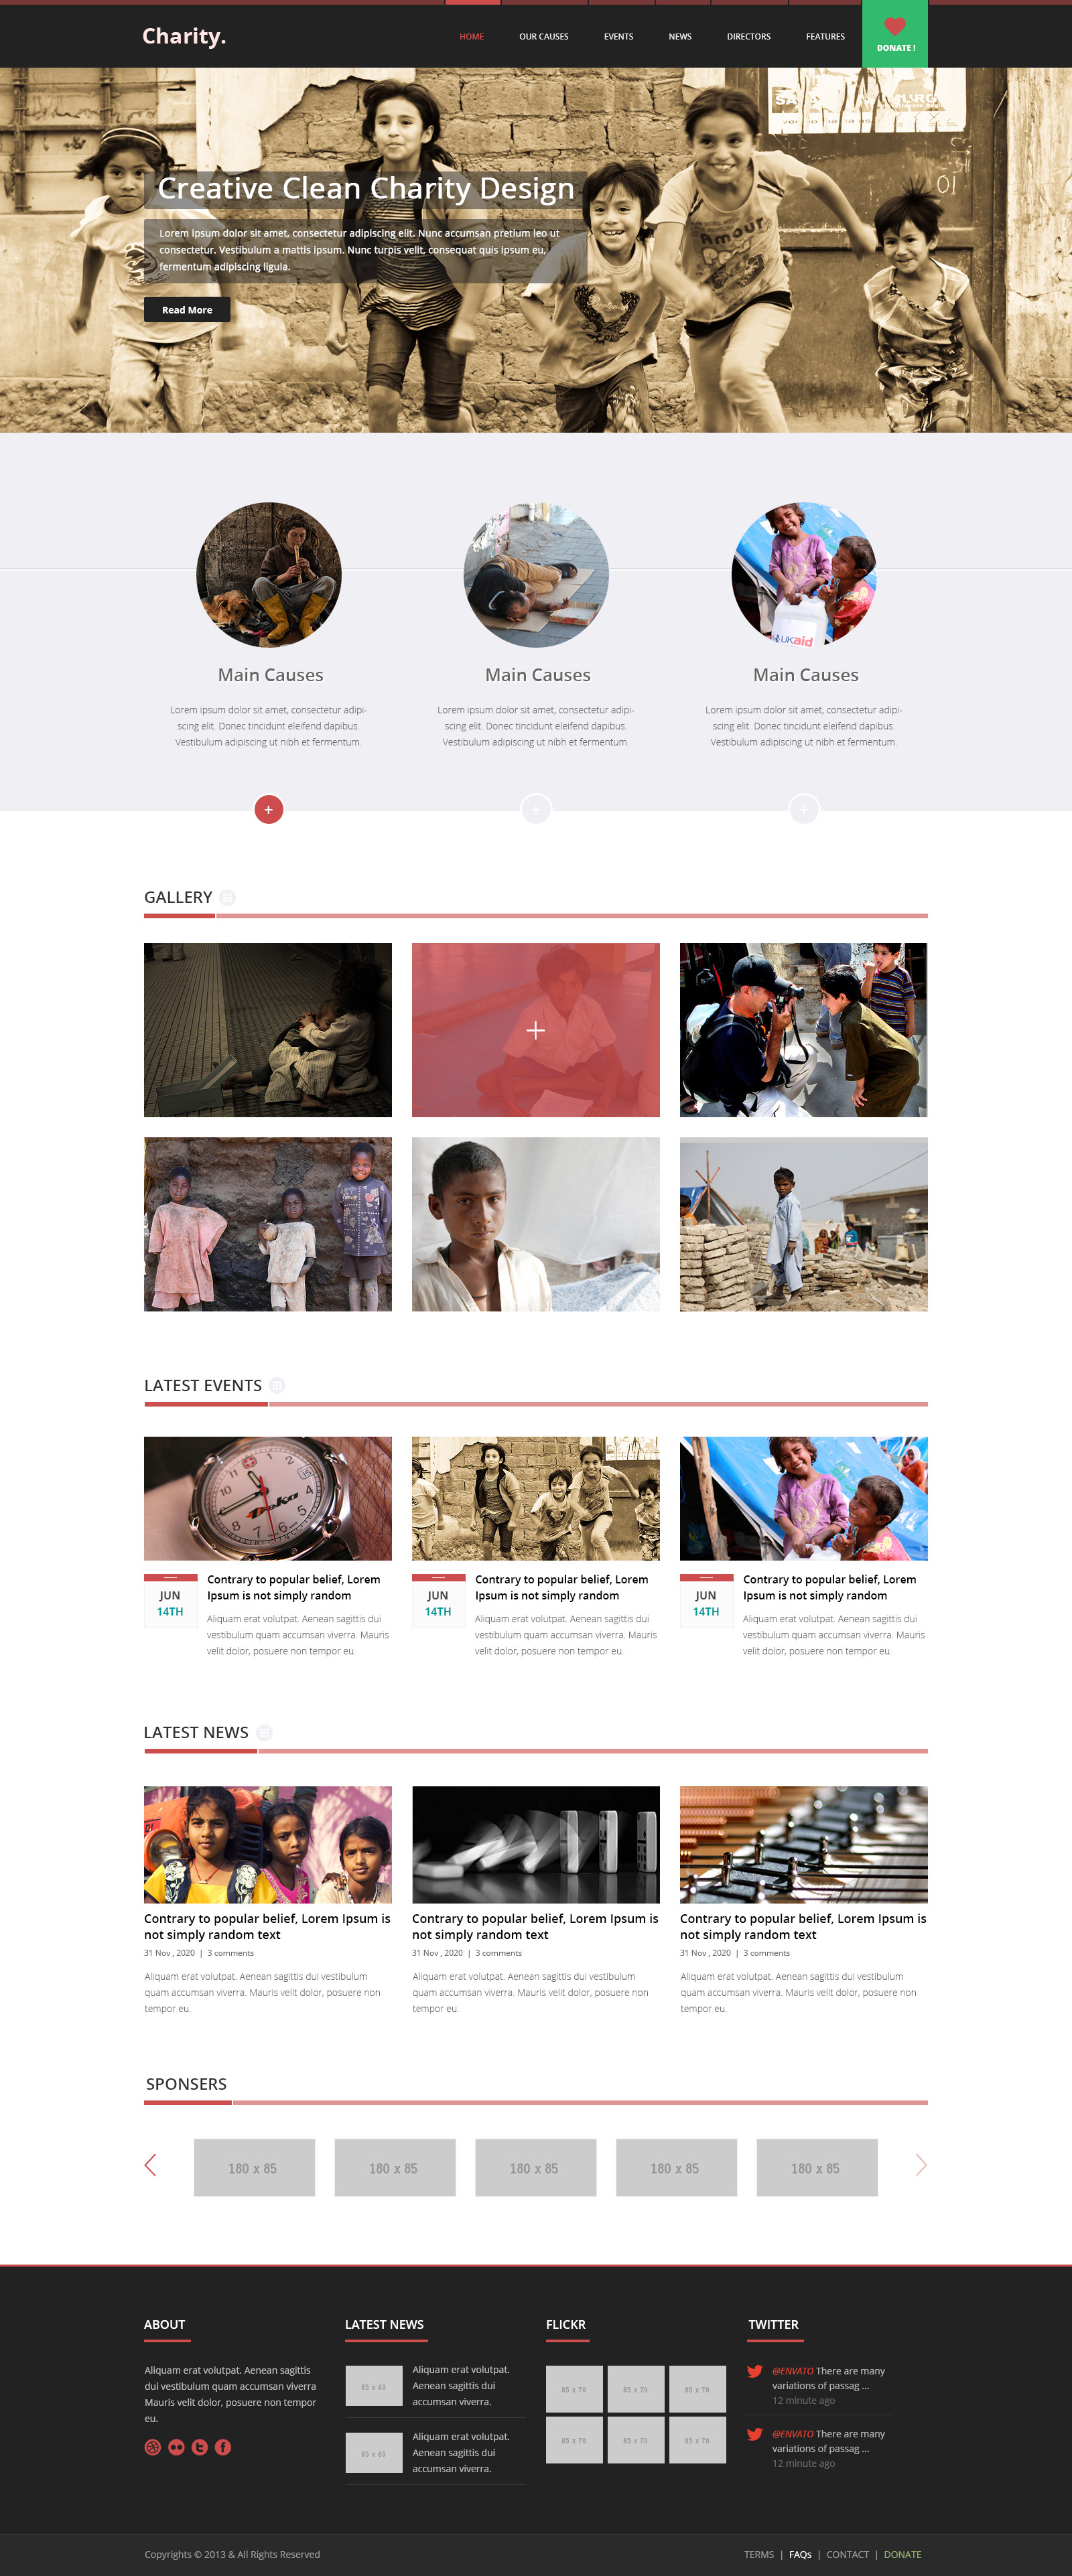 Charity.
HOME OUR CAUSES EVENTS NEWS DIRECTORS FEATURES DONATE !
Creative Clean Charity Design
Lorem ipsum dolor sit amet, consectetur adipiscing elit. Nunc accumsan pretium leo ut
consectetur. Vestibulum a mattis ipsum. Nunc turpis velit, consequat quis ipsum eu,
fermentum adipiscing ligula.
Read More
UKaid
Main Causes
Lorem ipsum dolor sit amet, consectetur adipi-
scing elit. Donec tincidunt eleifend dapibus.
Vestibulum adipiscing ut nibh et fermentum.
Main Causes
Lorem ipsum dolor sit amet, consectetur adipi-
scing elit. Donec tincidunt eleifend dapibus.
Vestibulum adipiscing ut nibh et fermentum.
Main Causes
Lorem ipsum dolor sit amet, consectetur adipi-
scing elit. Donec tincidunt eleifend dapibus.
Vestibulum adipiscing ut nibh et fermentum.
GALLERY
LATEST EVENTS
JUN
14TH
Contrary to popular belief, Lorem
Ipsum is not simply random
Aliquam erat volutpat. Aenean sagittis dui
vestibulum quam accumsan viverra. Mauris
velit dolor, posuere non tempor eu.
JUN
14TH
Contrary to popular belief, Lorem
Ipsum is not simply random
Aliquam erat volutpat. Aenean sagittis dui
vestibulum quam accumsan viverra. Mauris
velit dolor, posuere non tempor eu.
JUN
14TH
Contrary to popular belief, Lorem
Ipsum is not simply random
Aliquam erat volutpat. Aenean sagittis dui
vestibulum quam accumsan viverra. Mauris
velit dolor, posuere non tempor eu.
LATEST NEWS
Contrary to popular belief, Lorem Ipsum is
not simply random text
31 Nov , 2020 | 3 comments
Aliquam erat volutpat. Aenean sagittis dui vestibulum
quam accumsan viverra. Mauris velit dolor, posuere non
tempor eu.
Contrary to popular belief, Lorem Ipsum is
not simply random text
31 Nov , 2020 | 3 comments
Aliquam erat volutpat. Aenean sagittis dui vestibulum
quam accumsan viverra. Mauris velit dolor, posuere non
tempor eu.
Contrary to popular belief, Lorem Ipsum is
not simply random text
31 Nov , 2020 | 3 comments
Aliquam erat volutpat. Aenean sagittis dui vestibulum
quam accumsan viverra. Mauris velit dolor, posuere non
tempor eu.
SPONSERS
180 x 85 180 x 85 180 x 85 180 x 85 180 x 85
ABOUT
Aliquam erat volutpat. Aenean sagittis
dui vestibulum quam accumsan viverra
Mauris velit dolor, posuere non tempor
eu.
LATEST NEWS
85 x 60
Aliquam erat volutpat.
Aenean sagittis dui
accumsan viverra.
85 x 60
Aliquam erat volutpat.
Aenean sagittis dui
accumsan viverra.
FLICKR
85 x 70 85 x 70 85 x 70
85 x 70 85 x 70 85 x 70
TWITTER
@ENVATO There are many
variations of passag ...
12 minute ago
@ENVATO There are many
variations of passag ...
12 minute ago
Copyrights © 2013 & All Rights Reserved
TERMS | FAQs | CONTACT | DONATE